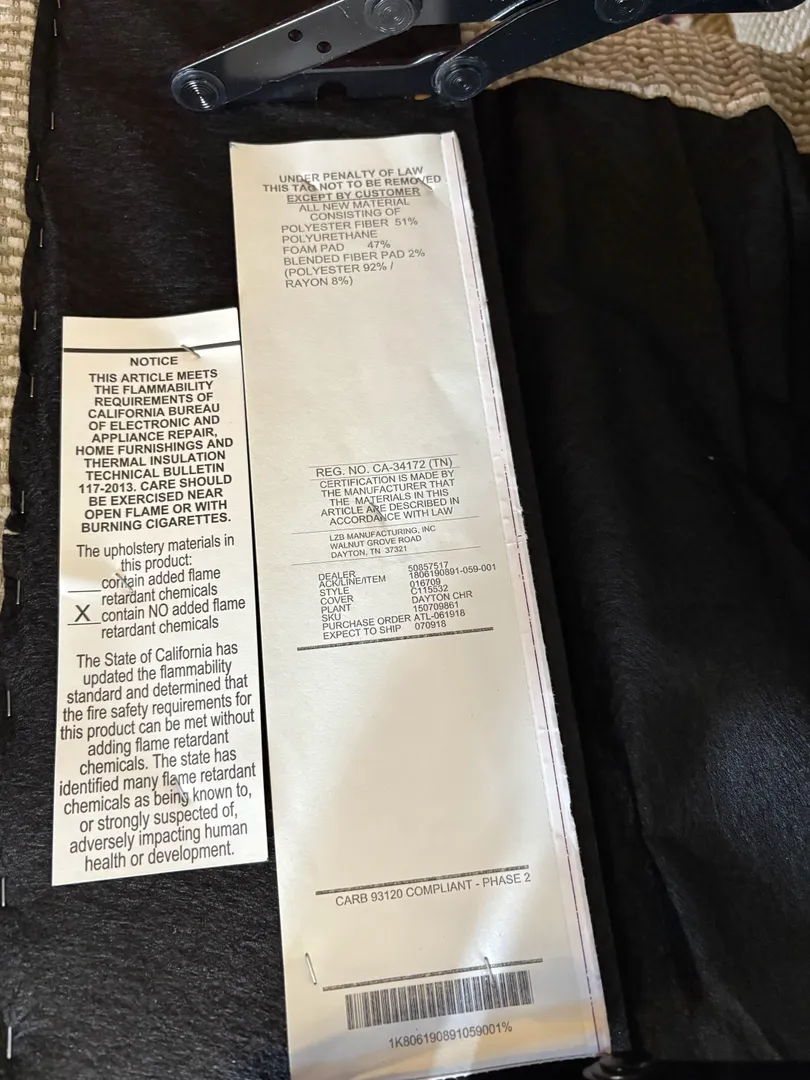 UNDER PENALTY OF LAW
THIS TAG NOT TO BE REMOVED
EXCEPT BY CUSTOMER
ALL NEW MATERIAL
CONSISTING OF
POLYESTER FIBER 51%
POLYURETHANE
FOAM PAD 47%
BLENDED FIBER PAD 2%
(POLYESTER 92% /
RAYON 8%)
REG. NO. CA-34172 (TN)
CERTIFICATION IS MADE BY
THE MANUFACTURER THAT
THE MATERIALS IN THIS
ARTICLE ARE DESCRIBED IN
ACCORDANCE WITH LAW
LZB MANUFACTURING, INC
WALNUT GROVE ROAD
DAYTON, TN 37321
DEALER 50857517
ACK/LINE/ITEM 1806190891-059-001
STYLE 016709
COVER C115532
PLANT DAYTON CHR
SKU 150709861
PURCHASE ORDER ATL-061918
EXPECT TO SHIP 070918
CARB 93120 COMPLIANT - PHASE 2
1K806190891059001%
NOTICE
THIS ARTICLE MEETS
THE FLAMMABILITY
REQUIREMENTS OF
CALIFORNIA BUREAU
OF ELECTRONIC AND
APPLIANCE REPAIR,
HOME FURNISHINGS AND
THERMAL INSULATION
TECHNICAL BULLETIN
117-2013. CARE SHOULD
BE EXERCISED NEAR
OPEN FLAME OR WITH
BURNING CIGARETTES.
The upholstery materials in
this product:
___contain added flame
retardant chemicals
X contain NO added flame
retardant chemicals
The State of California has
updated the flammability
standard and determined that
the fire safety requirements for
this product can be met without
adding flame retardant
chemicals. The state has
identified many flame retardant
chemicals as being known to,
or strongly suspected of,
adversely impacting human
health or development.